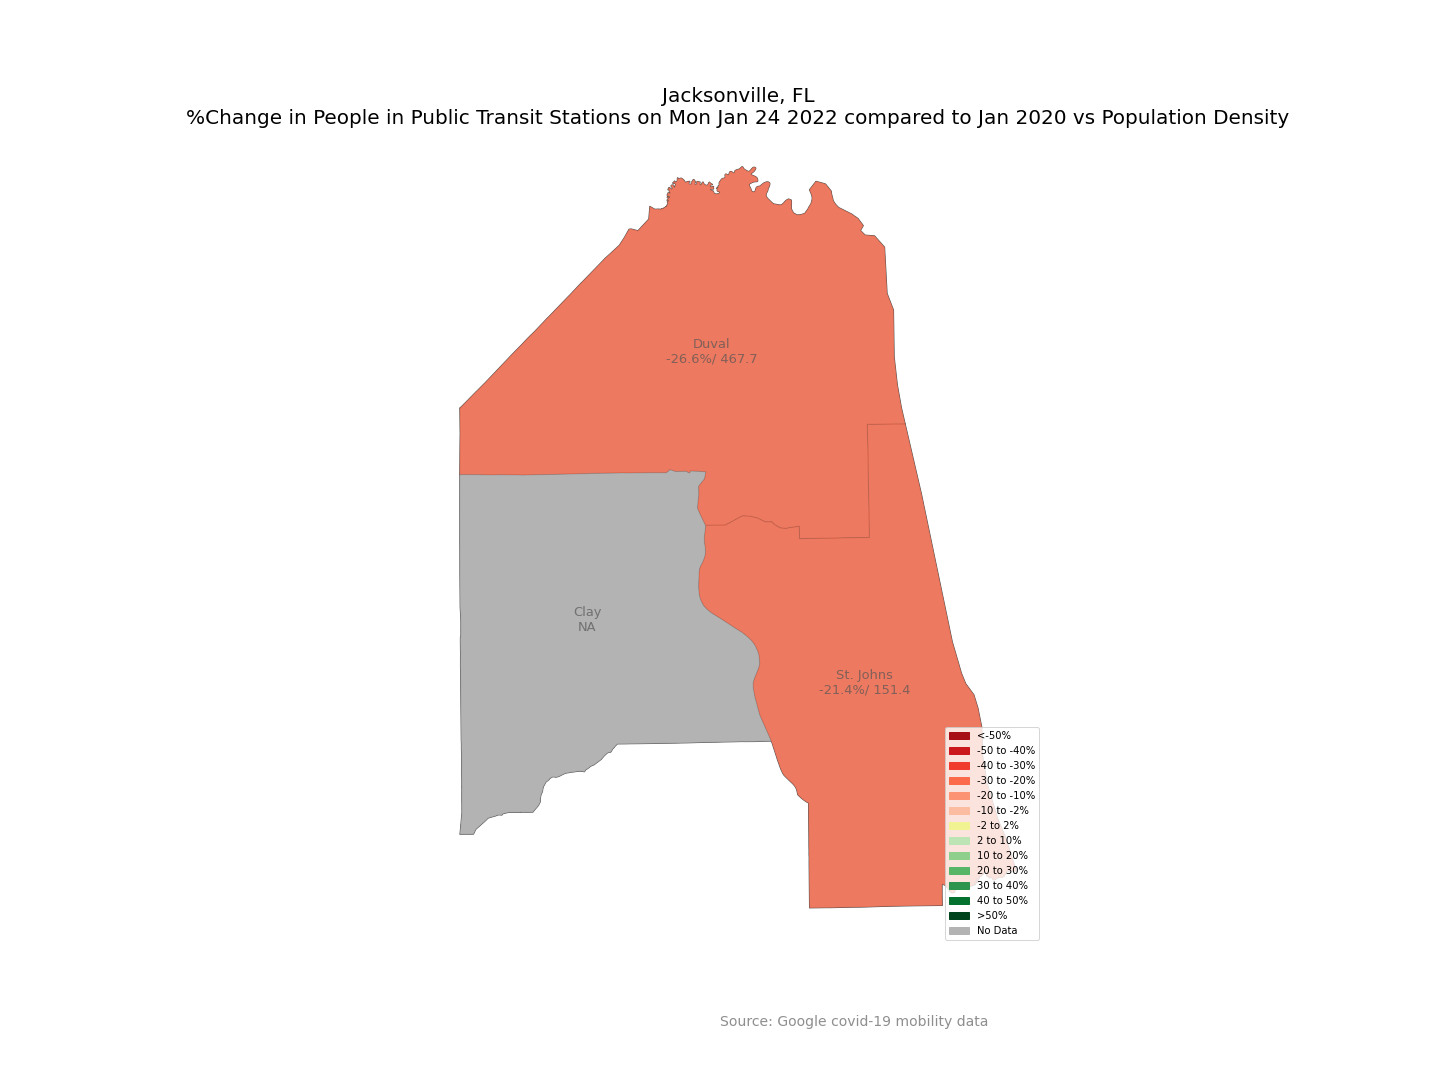 Jacksonville, FL
%Change in People in Public Transit Stations on Mon Jan 24 2022 compared to Jan 2020 vs Population Density
Duval
-26.6%/ 467.7
Clay
NA
St. Johns
-21.4%/ 151.4
<-50%
-50 to -40%
-40 to -30%
-30 to -20%
-20 to -10%
-10 to -2%
-2 to 2%
2 to 10%
10 to 20%
20 to 30%
30 to 40%
40 to 50%
>50%
No Data
Source: Google covid-19 mobility data